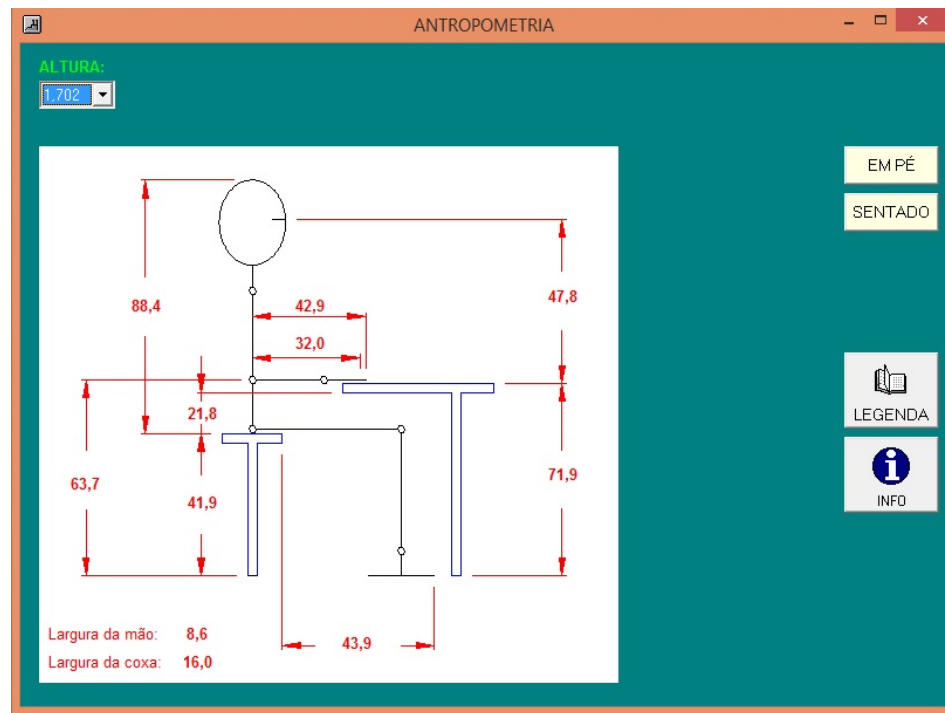 ANTROPOMETRIA
ALTURA:
1,702
EM PÉ
SENTADO
88,4
42,9
47,8
32,0
21,8
63,7
41,9
71,9
LEGENDA
INFO
Largura da mão: 8,6
43,9
Largura da coxa: 16,0